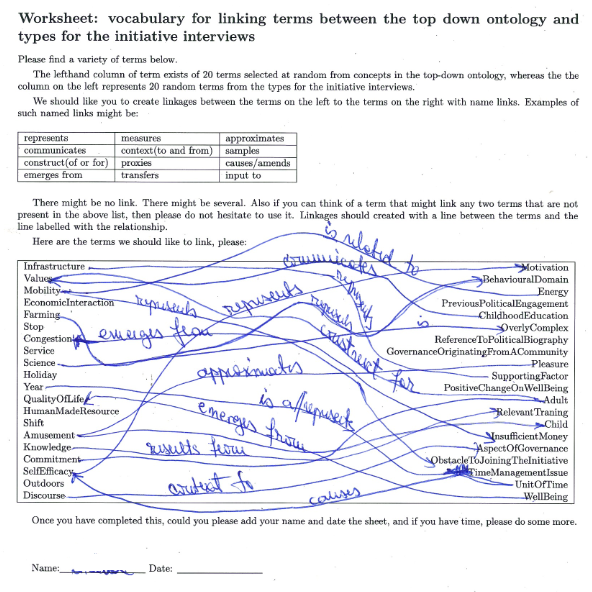 Worksheet: vocabulary for linking terms between the top down ontology and
types for the initiative interviews
Please find a variety of terms below.
The lefthand column of term exists of 20 terms selected at random from concepts in the top-down ontology, whereas the the
column on the left represents 20 random terms from the types for the initiative interviews.
We should like you to create linkages between the terms on the left to the terms on the right with name links. Examples of
such named links might be:
represents measures approximates
communicates context(to and from) samples
construct(of or for) proxies causes/amends
emerges from transfers input to
There might be no link. There might be several. Also if you can think of a term that might link any two terms that are not
present in the above list, then please do not hesitate to use it. Linkages should created with a line between the terms and the
line labelled with the relationship.
Here are the terms we should like to link, please:
is related to
communicates
Infrastructure Motivation
Values BehaviouralDomain
Mobility represents Energy
EconomicInteraction represents represents PreviousPoliticalEngagement
Farming ChildhoodEducation
Stop emerges from is OverlyComplex
Congestion construct for ReferenceToPoliticalBiography
Service GovernanceOriginatingFromACommunity
Science Pleasure
Holiday approximates SupportingFactor
Year PositiveChangeOnWellBeing
QualityOfLife is a/represent Adult
HumanMadeResource emerges from RelevantTraning
Shift Child
Amusement InsufficientMoney
Knowledge results from AspectOfGovernance
Commitment ObstacleToJoiningTheInitiative
SelfEfficacy TimeManagementIssue
Outdoors context to UnitOfTime
Discourse causes WellBeing
Once you have completed this, could you please add your name and date the sheet, and if you have time, please do some more.
Name: Date: